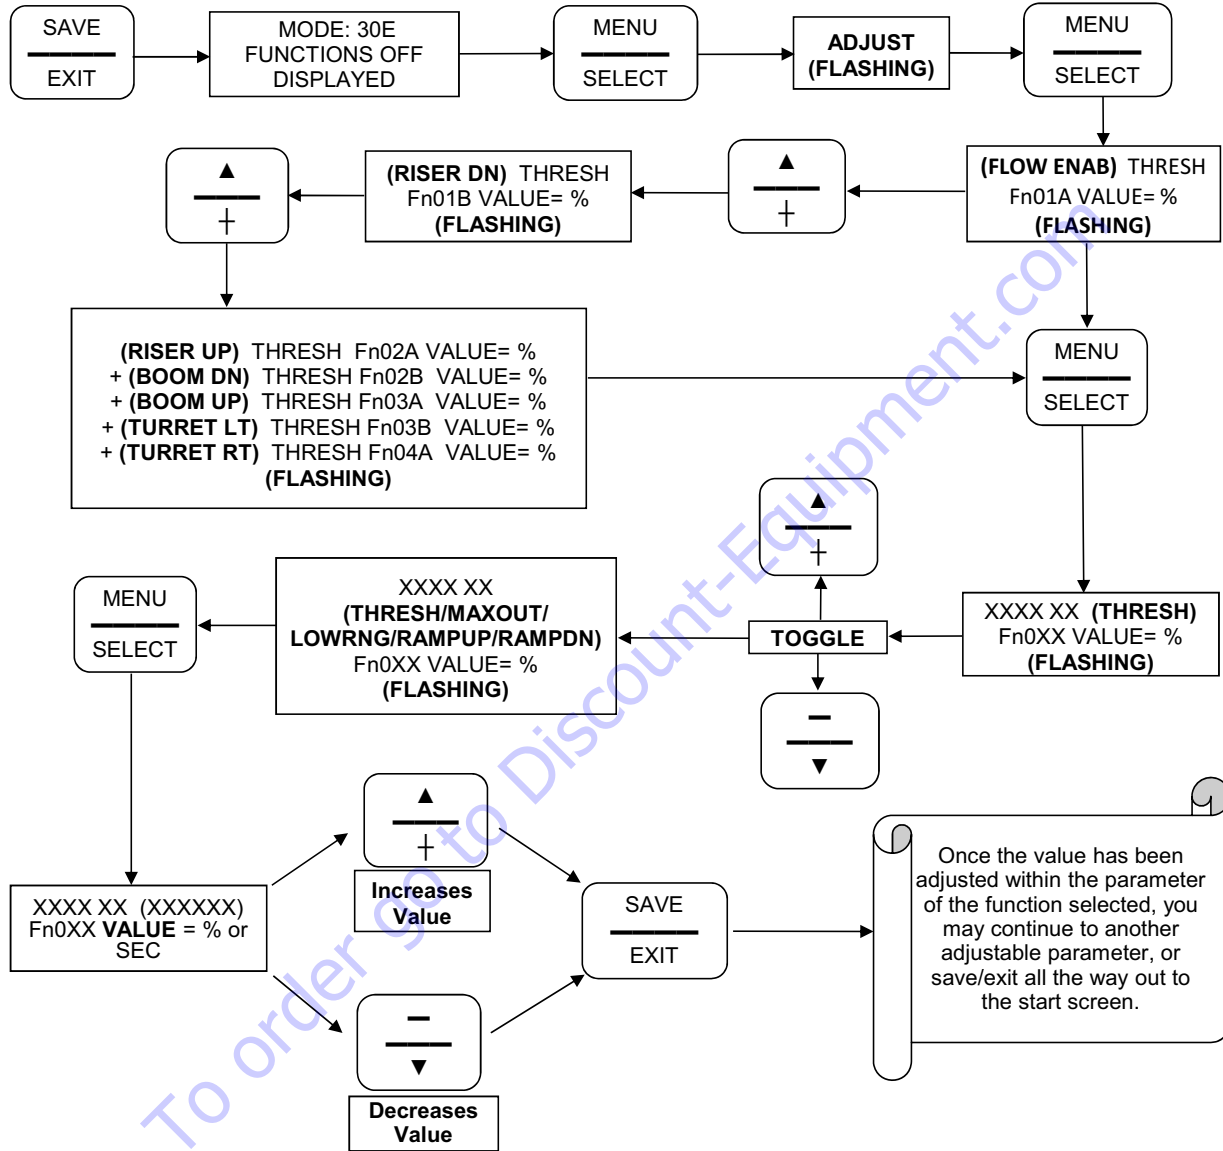 SAVE
EXIT
MODE: 30E
FUNCTIONS OFF
DISPLAYED
MENU
SELECT
ADJUST
(FLASHING)
MENU
SELECT
(FLOW ENAB) THRESH
Fn01A VALUE= %
(FLASHING)
▲
+
(RISER DN) THRESH
Fn01B VALUE= %
(FLASHING)
▲
+
(RISER UP) THRESH Fn02A VALUE= %
+ (BOOM DN) THRESH Fn02B VALUE= %
+ (BOOM UP) THRESH Fn03A VALUE= %
+ (TURRET LT) THRESH Fn03B VALUE= %
+ (TURRET RT) THRESH Fn04A VALUE= %
(FLASHING)
MENU
SELECT
XXXX XX (THRESH)
Fn0XX VALUE= %
(FLASHING)
▲
+
TOGGLE
–
▼
XXXX XX
(THRESH/MAXOUT/
LOWRNG/RAMPUP/RAMPDN)
Fn0XX VALUE= %
(FLASHING)
MENU
SELECT
XXXX XX (XXXXXX)
Fn0XX VALUE = % or
SEC
▲
+
Increases
Value
–
▼
Decreases
Value
SAVE
EXIT
Once the value has been
adjusted within the parameter
of the function selected, you
may continue to another
adjustable parameter, or
save/exit all the way out to
the start screen.
To order go to Discount-Equipment.com